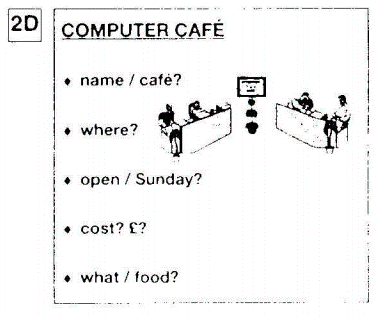 2D
COMPUTER CAFÉ
♦ name / café?
♦ where?
♦ open / Sunday?
♦ cost? £?
♦ what / food?